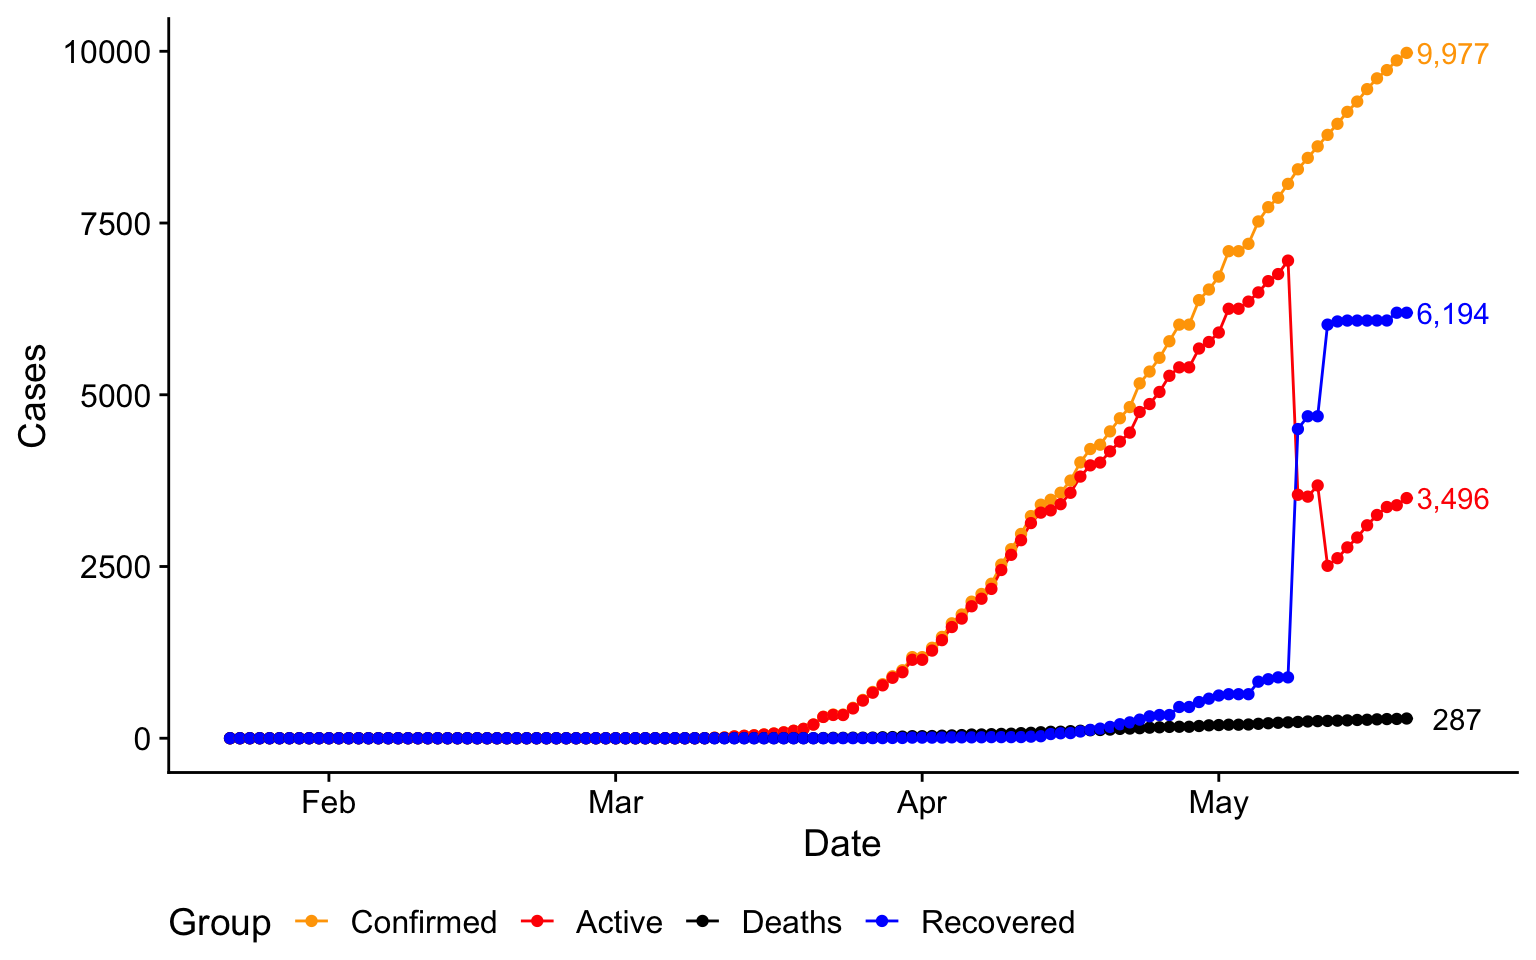 10000
7500
5000
2500
0
Cases
9,977
6,194
3,496
287
Feb Mar Apr May
Date
Group Confirmed Active Deaths Recovered